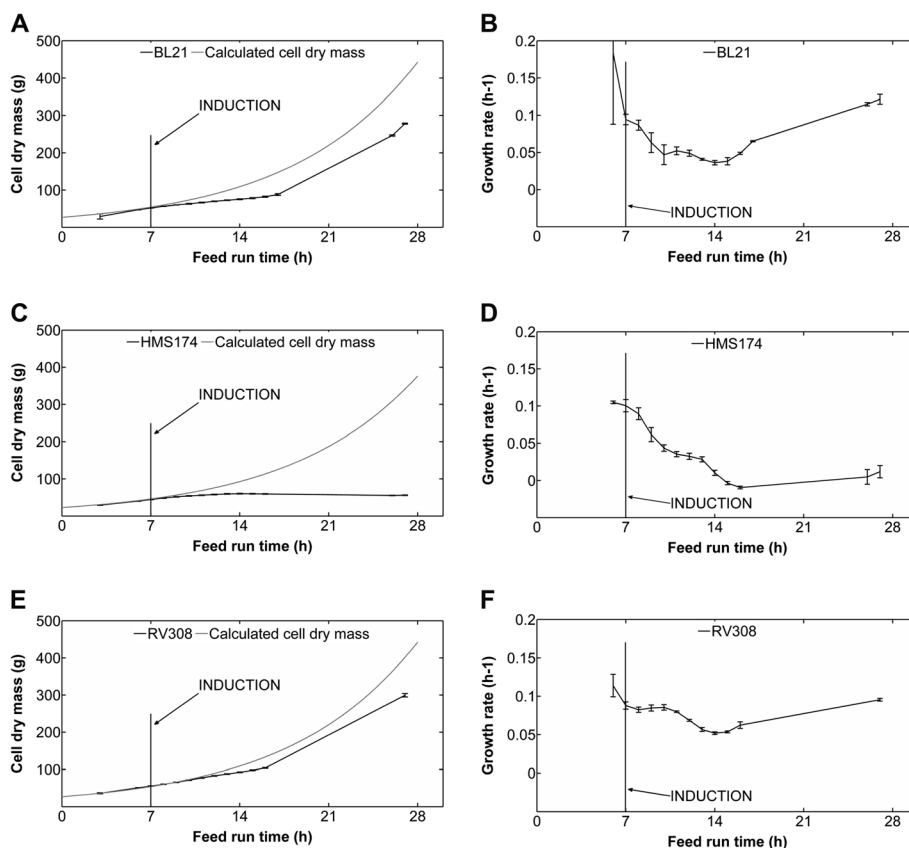 A
500
400
300
200
100
0
7
14
21
28
BL21
Calculated cell dry mass
INDUCTION
Cell dry mass (g)
Feed run time (h)
B
0.2
0.15
0.1
0.05
0
0
7
14
21
28
BL21
INDUCTION
Growth rate (h-1)
Feed run time (h)
C
500
400
300
200
100
0
7
14
21
28
HMS174
Calculated cell dry mass
INDUCTION
Cell dry mass (g)
Feed run time (h)
D
0.2
0.15
0.1
0.05
0
0
7
14
21
28
HMS174
INDUCTION
Growth rate (h-1)
Feed run time (h)
E
500
400
300
200
100
0
7
14
21
28
RV308
Calculated cell dry mass
INDUCTION
Cell dry mass (g)
Feed run time (h)
F
0.2
0.15
0.1
0.05
0
0
7
14
21
28
RV308
INDUCTION
Growth rate (h-1)
Feed run time (h)